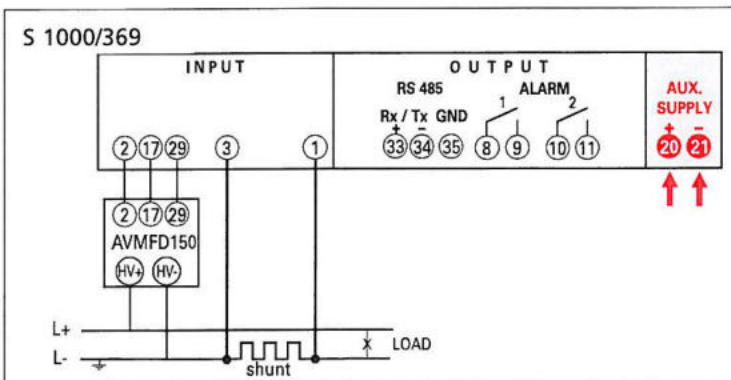 S 1000/369
INPUT
OUTPUT
RS 485
ALARM
AUX.
SUPPLY
Rx / Tx GND
1
2
+ −
+ −
2 17 29 3 1
33 34 35 8 9 10 11
20 21
2 17 29
AVMFD150
HV+ HV-
L+
L-
X LOAD
shunt